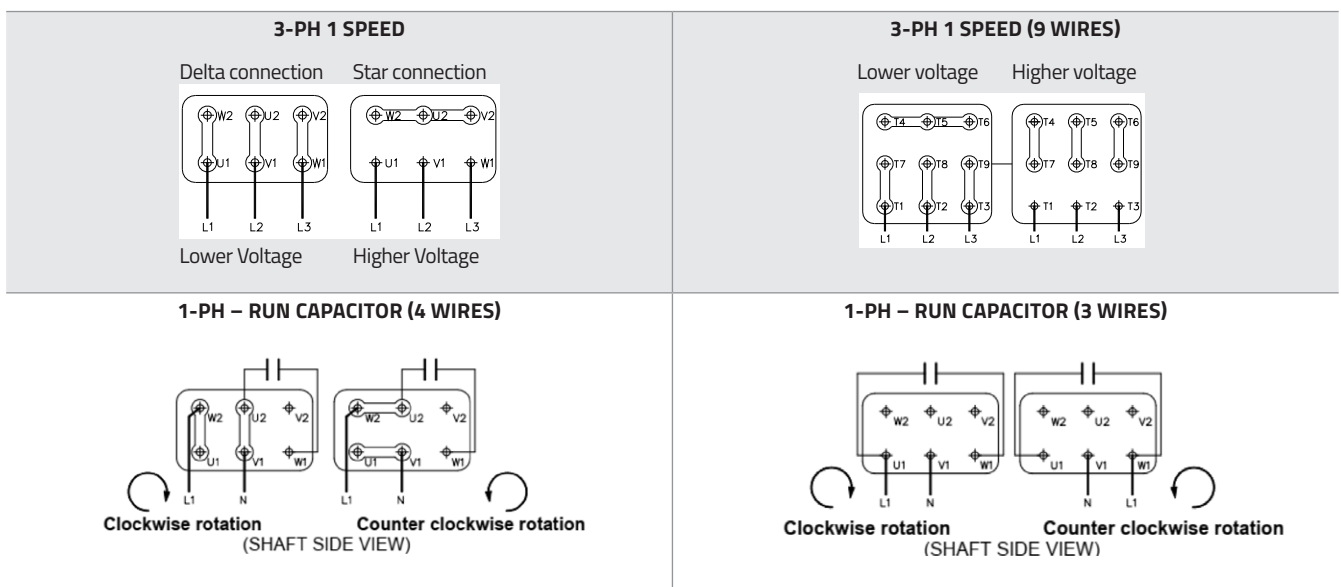 3-PH 1 SPEED
Delta connection Star connection
W2 U2 V2 W2 U2 V2
U1 V1 W1 U1 V1 W1
L1 L2 L3 L1 L2 L3
Lower Voltage Higher Voltage
3-PH 1 SPEED (9 WIRES)
Lower voltage Higher voltage
T4 T5 T6 T4 T5 T6
T7 T8 T9 T7 T8 T9
T1 T2 T3 T1 T2 T3
L1 L2 L3 L1 L2 L3
1-PH – RUN CAPACITOR (4 WIRES)
W2 U2 V2 W2 U2 V2
U1 V1 W1 U1 V1 W1
L1 N L1 N
Clockwise rotation Counter clockwise rotation
(SHAFT SIDE VIEW)
1-PH – RUN CAPACITOR (3 WIRES)
W2 U2 V2 W2 U2 V2
U1 V1 W1 U1 V1 W1
L1 N N L1
Clockwise rotation Counter clockwise rotation
(SHAFT SIDE VIEW)